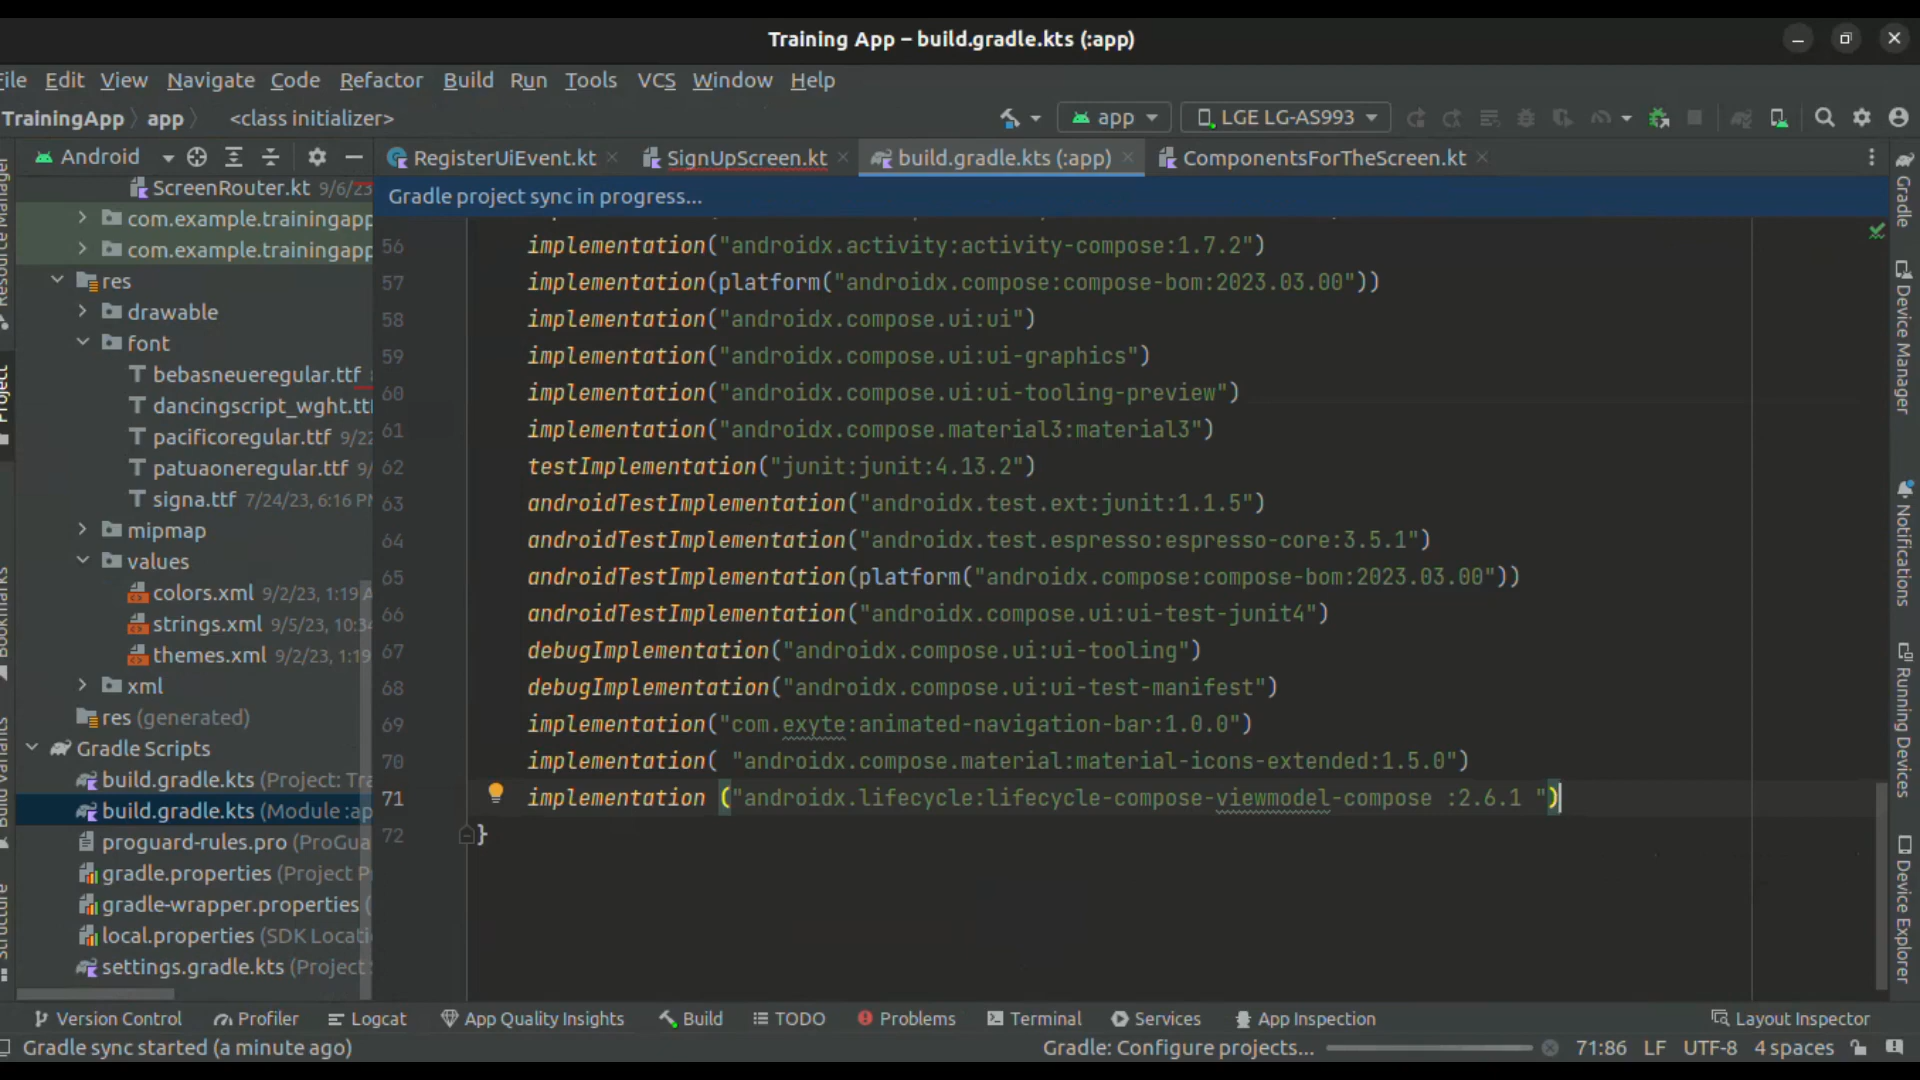 Training App – build.gradle.kts (:app)
File Edit View Navigate Code Refactor Build Run Tools VCS Window Help
TrainingApp app <class initializer> app LGE LG-AS993
Android RegisterUiEvent.kt SignUpScreen.kt build.gradle.kts (:app) ComponentsForTheScreen.kt
Gradle project sync in progress...
ScreenRouter.kt 9/6/23
com.example.trainingapp
com.example.trainingapp
res
drawable
font
bebasneueregular.ttf
dancingscript_wght.ttf
pacificoregular.ttf 9/22
patuaoneregular.ttf 9/
signa.ttf 7/24/23, 6:16 PM
mipmap
values
colors.xml 9/2/23, 1:19 A
strings.xml 9/5/23, 10:34
themes.xml 9/2/23, 1:19
xml
res (generated)
Gradle Scripts
build.gradle.kts (Project: Tra
build.gradle.kts (Module :ap
proguard-rules.pro (ProGua
gradle.properties (Project P
gradle-wrapper.properties (
local.properties (SDK Locati
settings.gradle.kts (Project
56 implementation("androidx.activity:activity-compose:1.7.2")
57 implementation(platform("androidx.compose:compose-bom:2023.03.00"))
58 implementation("androidx.compose.ui:ui")
59 implementation("androidx.compose.ui:ui-graphics")
60 implementation("androidx.compose.ui:ui-tooling-preview")
61 implementation("androidx.compose.material3:material3")
62 testImplementation("junit:junit:4.13.2")
63 androidTestImplementation("androidx.test.ext:junit:1.1.5")
64 androidTestImplementation("androidx.test.espresso:espresso-core:3.5.1")
65 androidTestImplementation(platform("androidx.compose:compose-bom:2023.03.00"))
66 androidTestImplementation("androidx.compose.ui:ui-test-junit4")
67 debugImplementation("androidx.compose.ui:ui-tooling")
68 debugImplementation("androidx.compose.ui:ui-test-manifest")
69 implementation("com.exyte:animated-navigation-bar:1.0.0")
70 implementation( "androidx.compose.material:material-icons-extended:1.5.0")
71 implementation ("androidx.lifecycle:lifecycle-compose-viewmodel-compose :2.6.1 ")
72 }
Resource Manager
Project
Bookmarks
Build Variants
Structure
Gradle
Device Manager
Notifications
Running Devices
Device Explorer
Version Control Profiler Logcat App Quality Insights Build TODO Problems Terminal Services App Inspection Layout Inspector
Gradle sync started (a minute ago) Gradle: Configure projects... 71:86 LF UTF-8 4 spaces